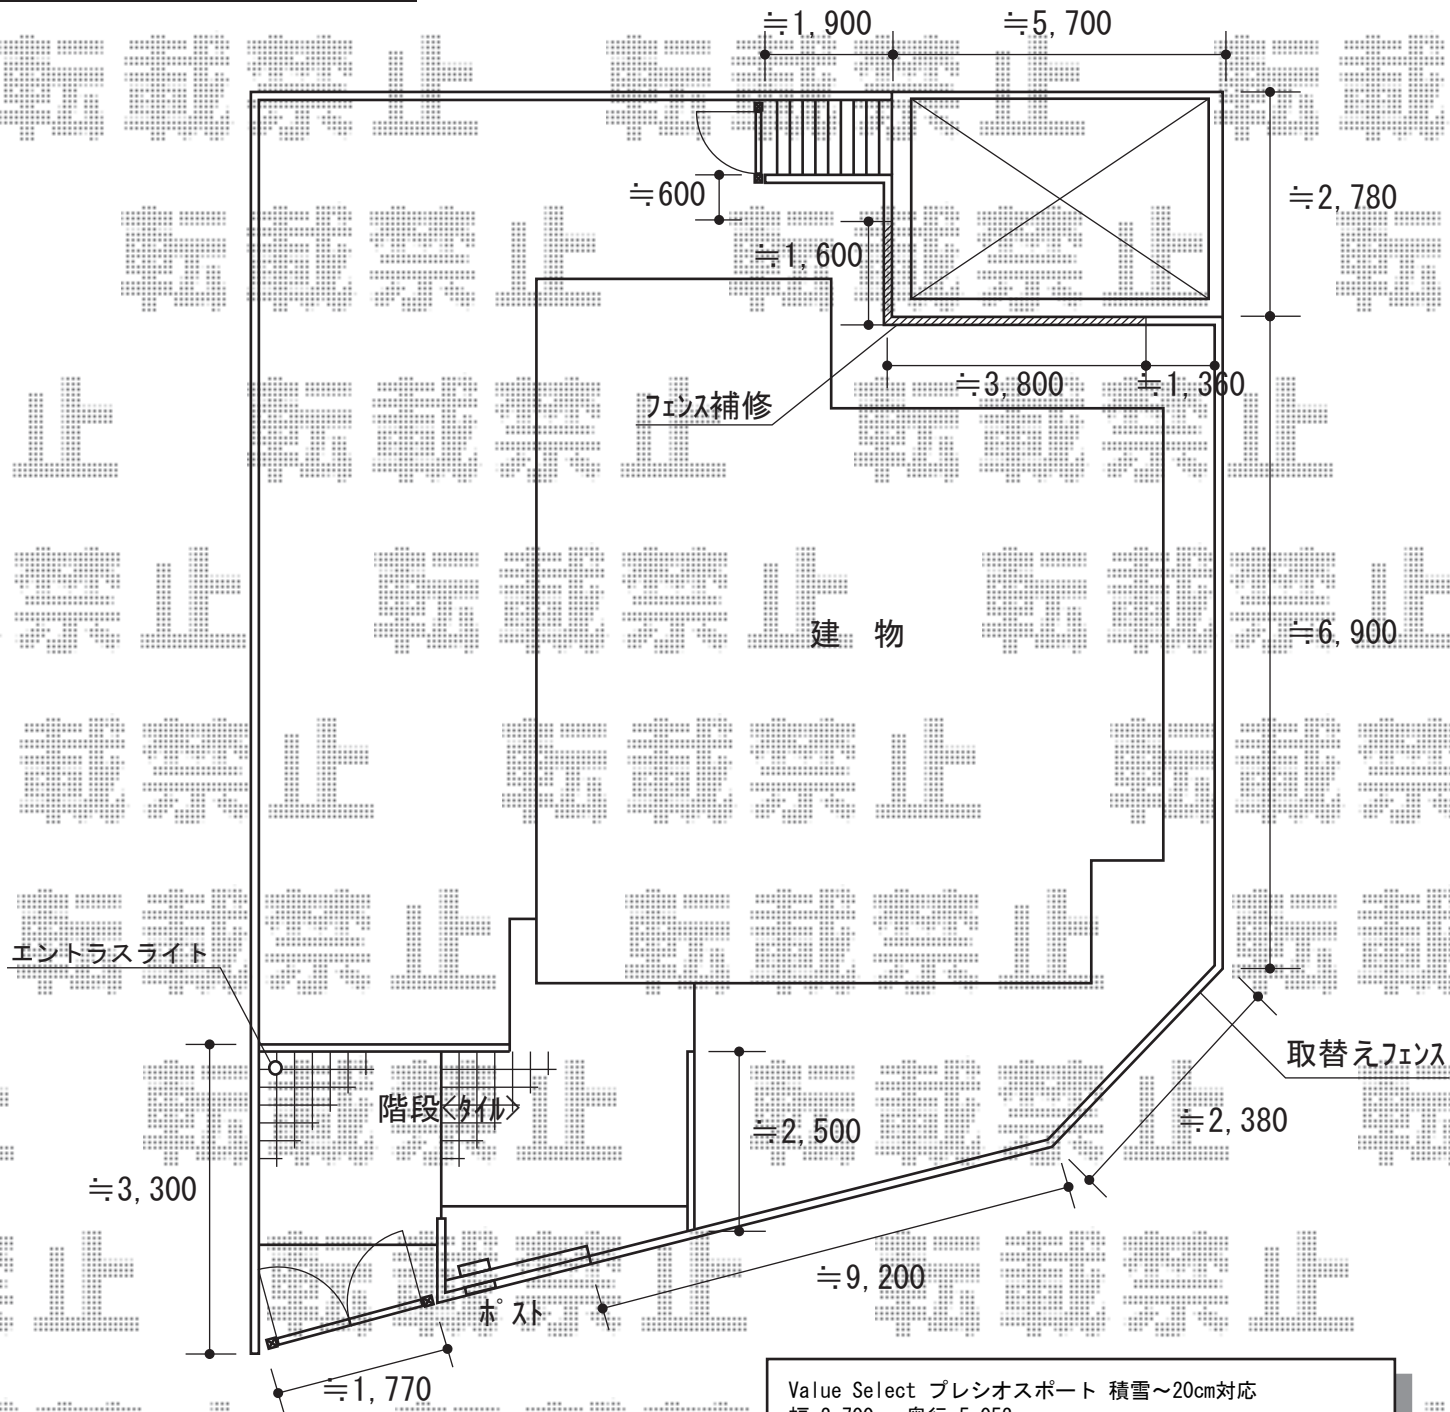 ≒1,900
≒5,700
≒600
≒2,780
≒1,600
≒3,800
≒1,360
フェンス補修
建 物
≒6,900
エントラスライト
取替えフェンス
階段<タイル>
≒2,500
≒2,380
≒3,300
≒9,200
ポスト
≒1,770
Value Select プレシオスポート 積雪～20cm対応
転載禁止